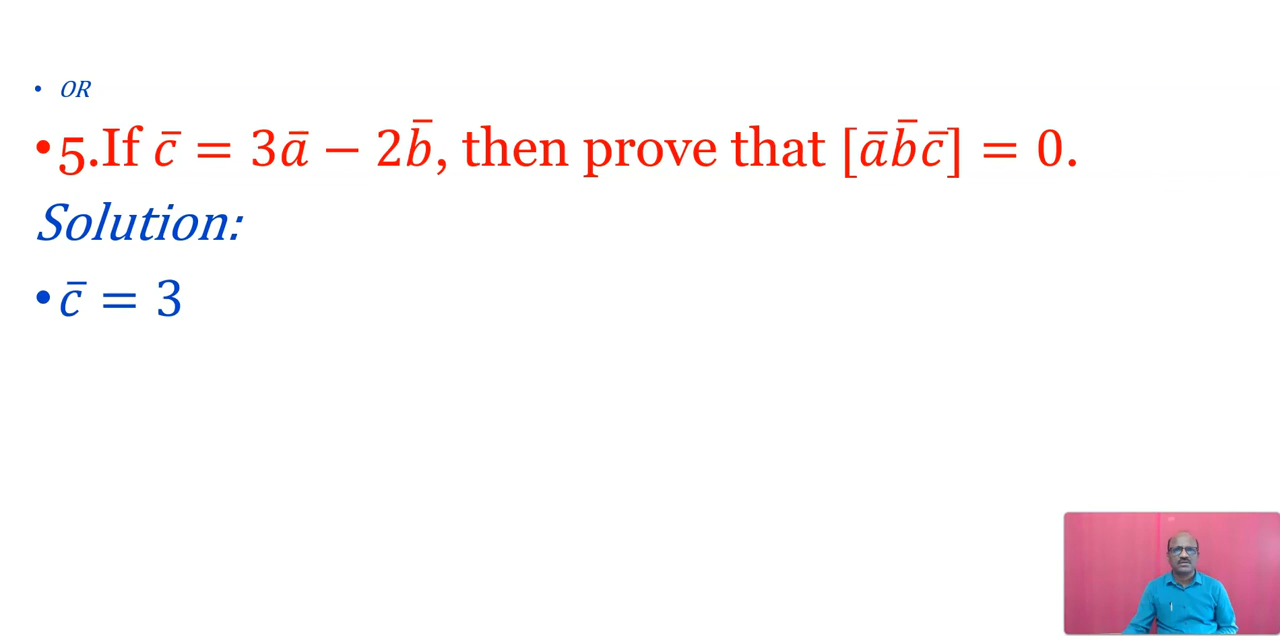 • OR
• 5.If c̄ = 3ā − 2b̄, then prove that [āb̄c̄] = 0.
Solution:
• c̄ = 3